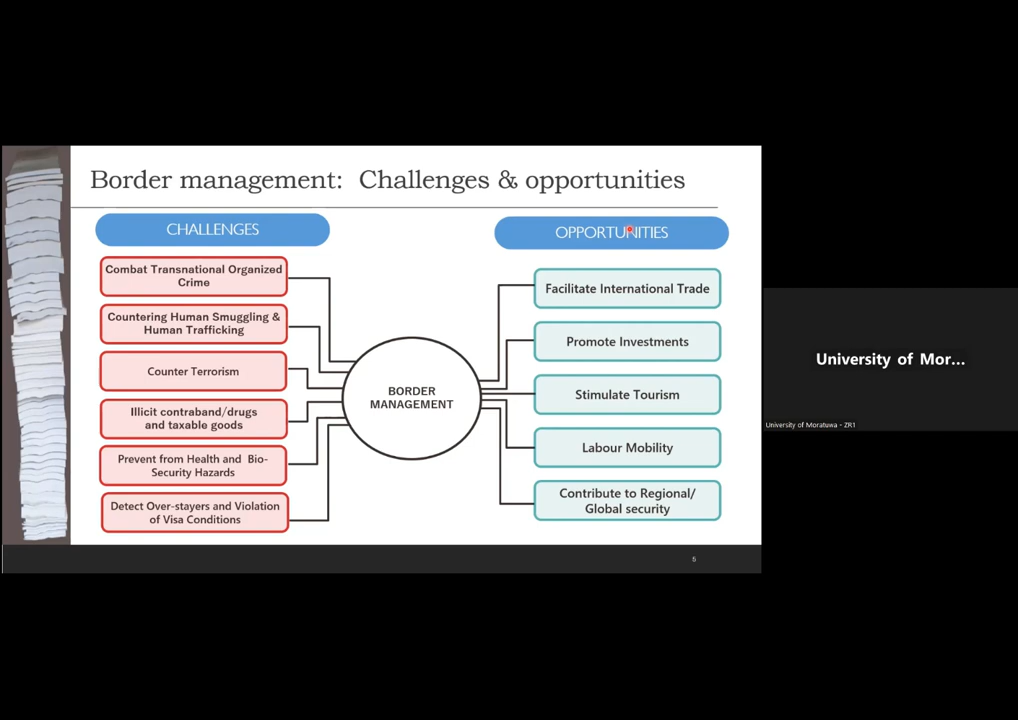 Border management:  Challenges & opportunities
CHALLENGES
Combat Transnational Organized
Crime
Countering Human Smuggling &
Human Trafficking
Counter Terrorism
Illicit contraband/drugs
and taxable goods
Prevent from Health and  Bio-
Security Hazards
Detect Over-stayers and Violation
of Visa Conditions
BORDER
MANAGEMENT
OPPORTUNITIES
Facilitate International Trade
Promote Investments
Stimulate Tourism
Labour Mobility
Contribute to Regional/
Global security
5
University of Mor...
University of Moratuwa - ZR1